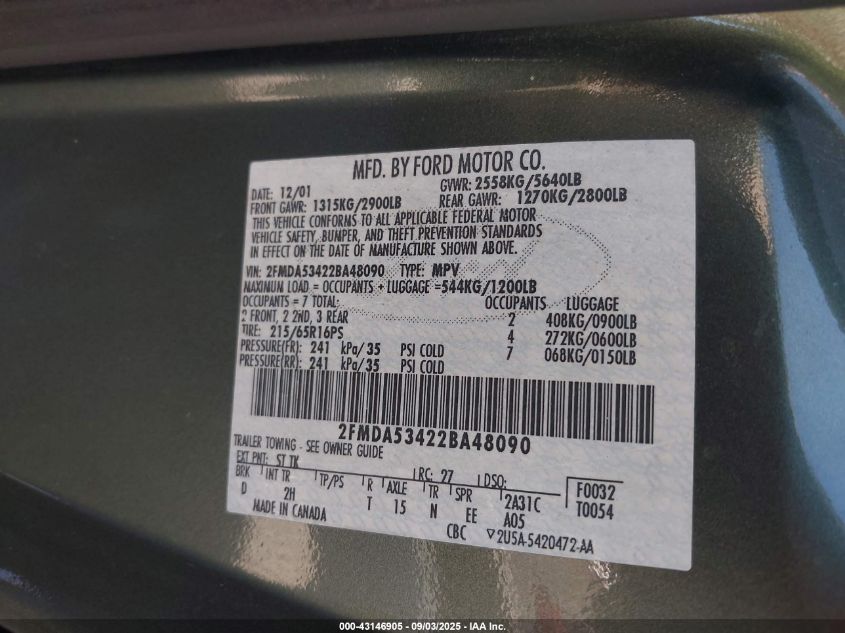 MFD. BY FORD MOTOR CO.
DATE: 12/01 GVWR: 2558KG/5640LB
FRONT GAWR: 1315KG/2900LB REAR GAWR: 1270KG/2800LB
THIS VEHICLE CONFORMS TO ALL APPLICABLE FEDERAL MOTOR
VEHICLE SAFETY, BUMPER, AND THEFT PREVENTION STANDARDS
IN EFFECT ON THE DATE OF MANUFACTURE SHOWN ABOVE.
VIN: 2FMDA53422BA48090 TYPE: MPV
MAXIMUM LOAD = OCCUPANTS + LUGGAGE =544KG/1200LB
OCCUPANTS = 7 TOTAL: OCCUPANTS LUGGAGE
2 FRONT, 2 2ND, 3 REAR 2 408KG/0900LB
TIRE: 215/65R16PS 4 272KG/0600LB
PRESSURE(FR): 241 kPa/35 PSI COLD 7 068KG/0150LB
PRESSURE(RR): 241 kPa/35 PSI COLD
2FMDA53422BA48090
TRAILER TOWING - SEE OWNER GUIDE
EXT PNT: ST TK RC: 27 DSO: F0032
BRK INT TR TP/PS R AXLE TR SPR 2A31C T0054
D 2H T 15 N EE A05
MADE IN CANADA CBC ▽2USA-5420472-AA
000-43146905 - 09/03/2025 - IAA Inc.